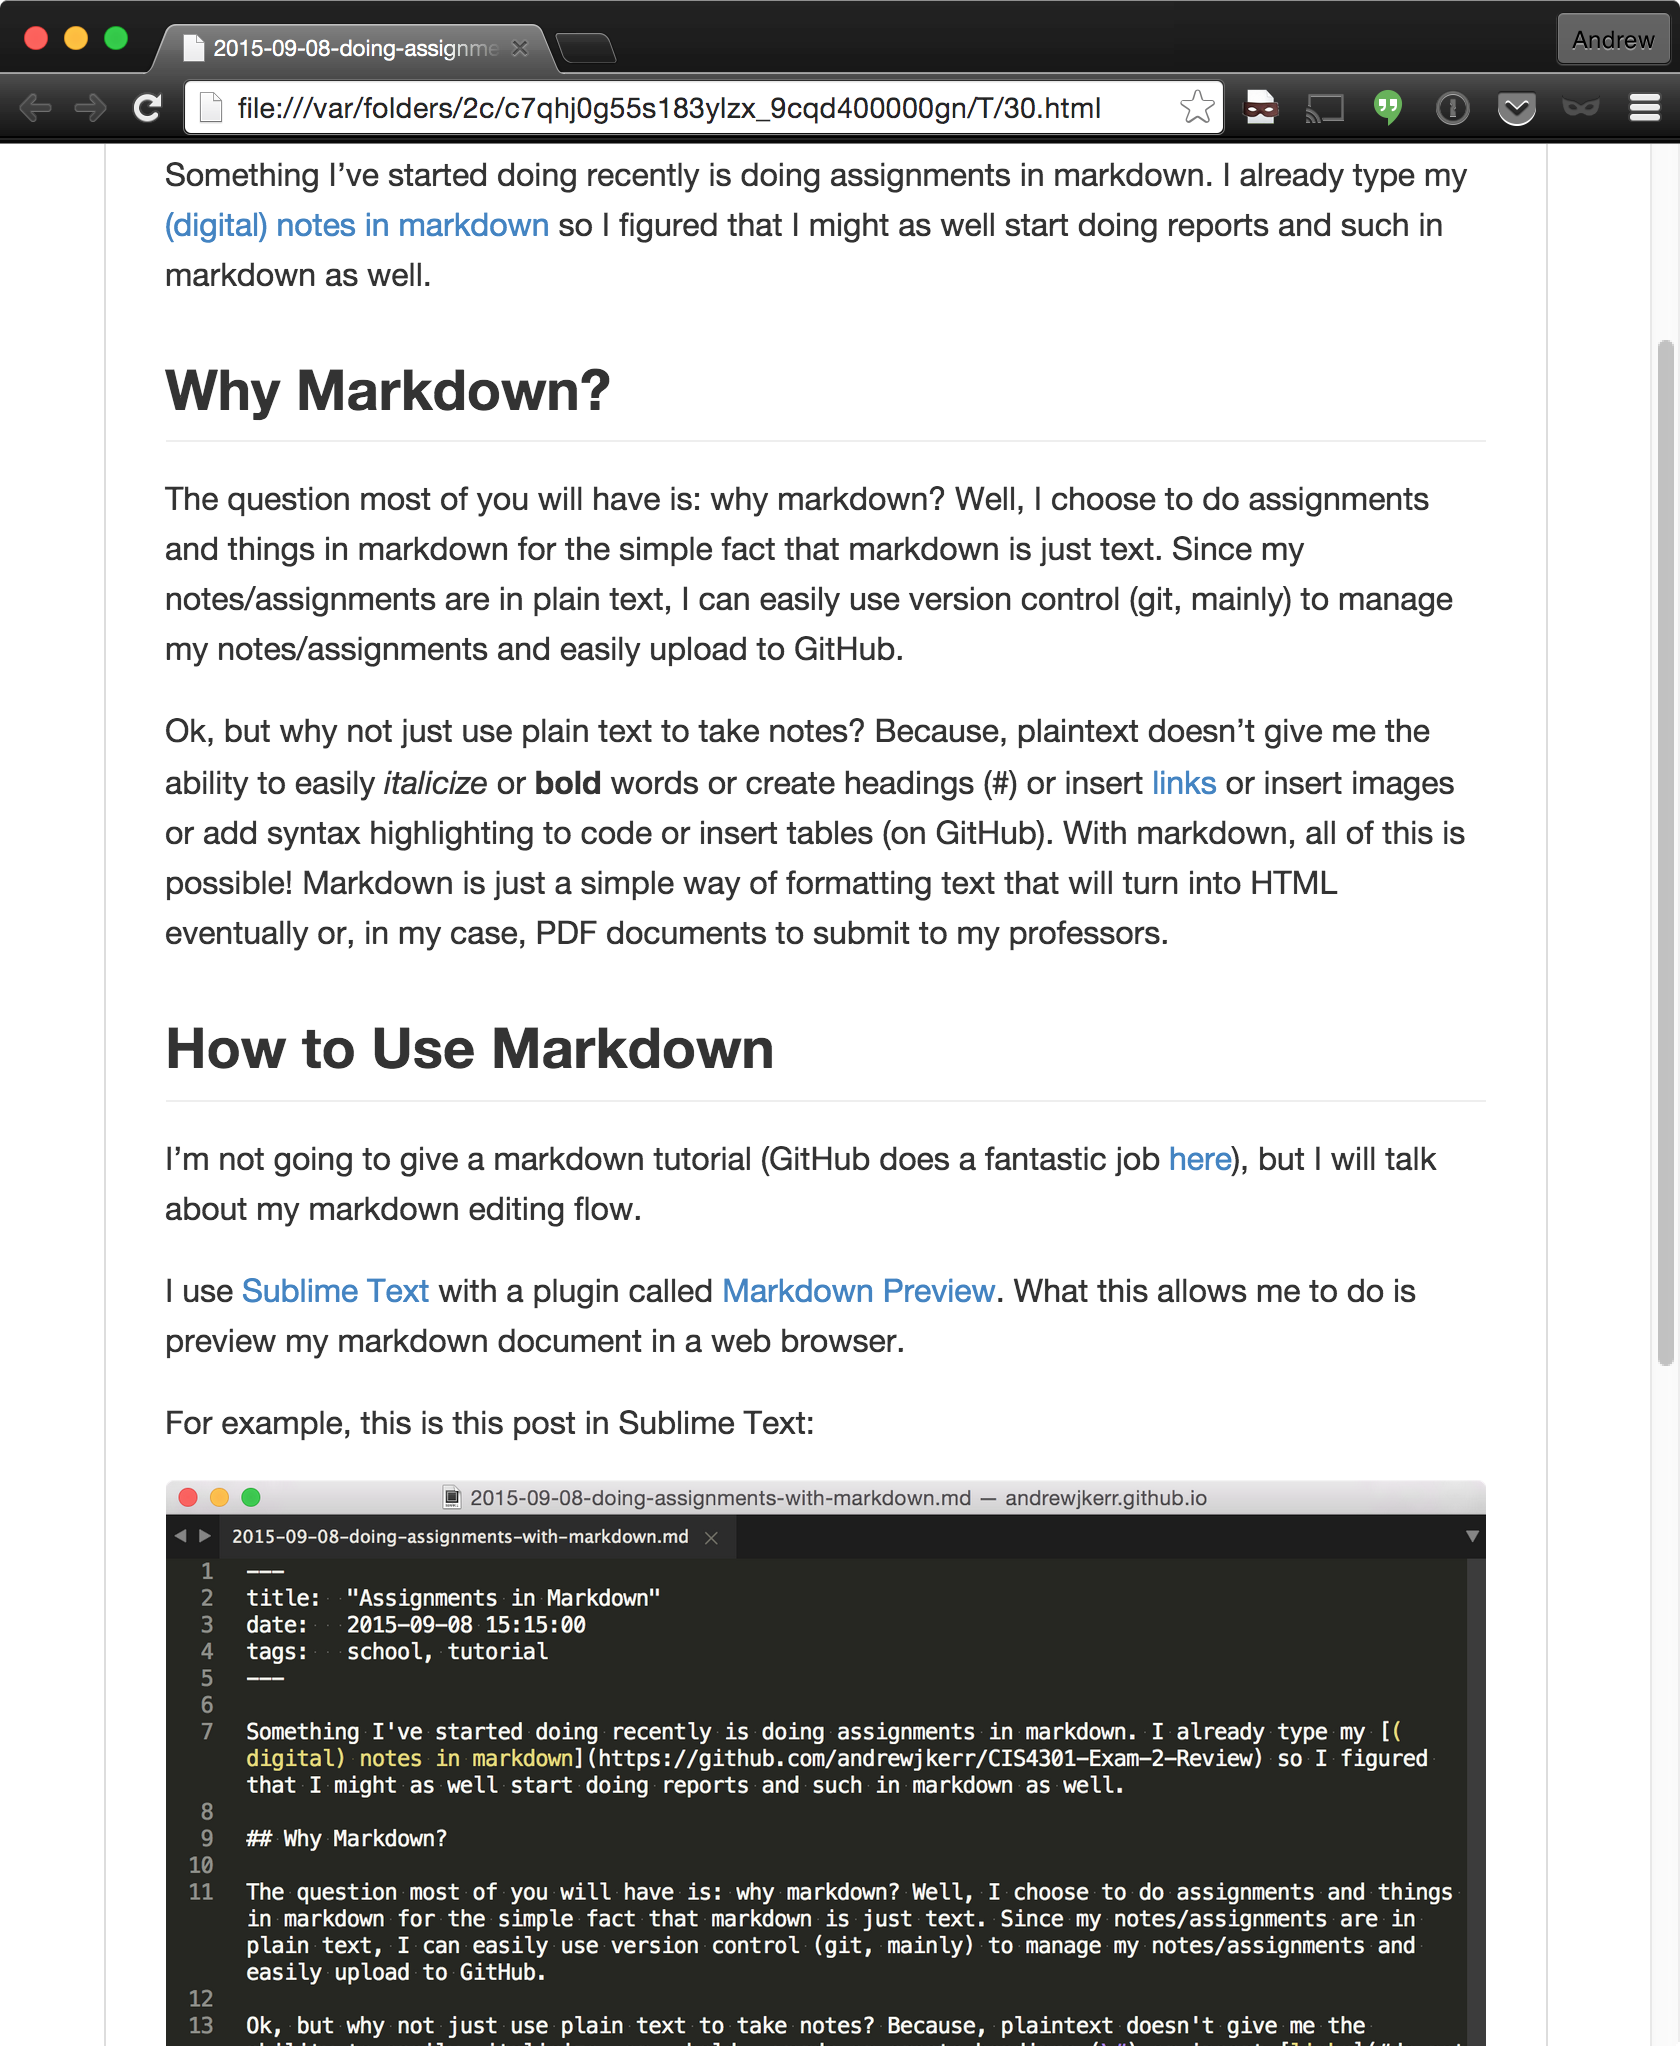 2015-09-08-doing-assignme
Andrew
file:///var/folders/2c/c7qhj0g55s183ylzx_9cqd400000gn/T/30.html
Something I’ve started doing recently is doing assignments in markdown. I already type my
(digital) notes in markdown so I figured that I might as well start doing reports and such in
markdown as well.
Why Markdown?
The question most of you will have is: why markdown? Well, I choose to do assignments
and things in markdown for the simple fact that markdown is just text. Since my
notes/assignments are in plain text, I can easily use version control (git, mainly) to manage
my notes/assignments and easily upload to GitHub.
Ok, but why not just use plain text to take notes? Because, plaintext doesn’t give me the
ability to easily italicize or bold words or create headings (#) or insert links or insert images
or add syntax highlighting to code or insert tables (on GitHub). With markdown, all of this is
possible! Markdown is just a simple way of formatting text that will turn into HTML
eventually or, in my case, PDF documents to submit to my professors.
How to Use Markdown
I’m not going to give a markdown tutorial (GitHub does a fantastic job here), but I will talk
about my markdown editing flow.
I use Sublime Text with a plugin called Markdown Preview. What this allows me to do is
preview my markdown document in a web browser.
For example, this is this post in Sublime Text:
2015-09-08-doing-assignments-with-markdown.md — andrewjkerr.github.io
2015-09-08-doing-assignments-with-markdown.md
1 ---
2 title: "Assignments in Markdown"
3 date: 2015-09-08 15:15:00
4 tags: school, tutorial
5 ---
6
7 Something I've started doing recently is doing assignments in markdown. I already type my [(
digital) notes in markdown](https://github.com/andrewjkerr/CIS4301-Exam-2-Review) so I figured
that I might as well start doing reports and such in markdown as well.
8
9 ## Why Markdown?
10
11 The question most of you will have is: why markdown? Well, I choose to do assignments and things
in markdown for the simple fact that markdown is just text. Since my notes/assignments are in
plain text, I can easily use version control (git, mainly) to manage my notes/assignments and
easily upload to GitHub.
12
13 Ok, but why not just use plain text to take notes? Because, plaintext doesn't give me the